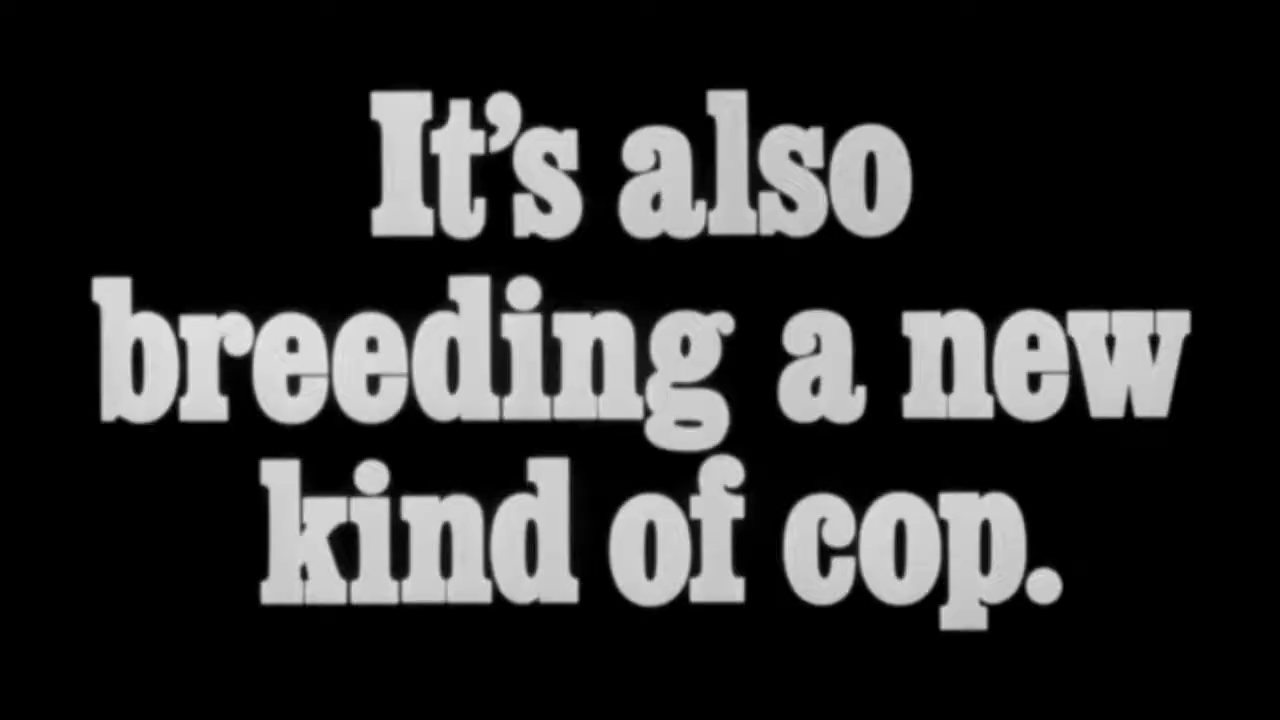 It’s also
breeding a new
kind of cop.